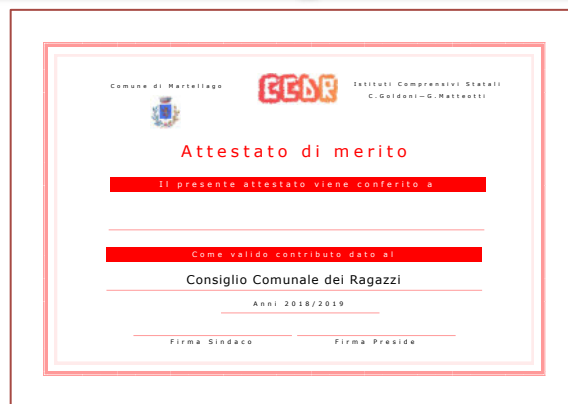 Comune di Martellago
CCDR
Istituti Comprensivi Statali
C.Goldoni—G.Matteotti
Attestato di merito
Il presente attestato viene conferito a
Come valido contributo dato al
Consiglio Comunale dei Ragazzi
Anni 2018/2019
Firma Sindaco
Firma Preside